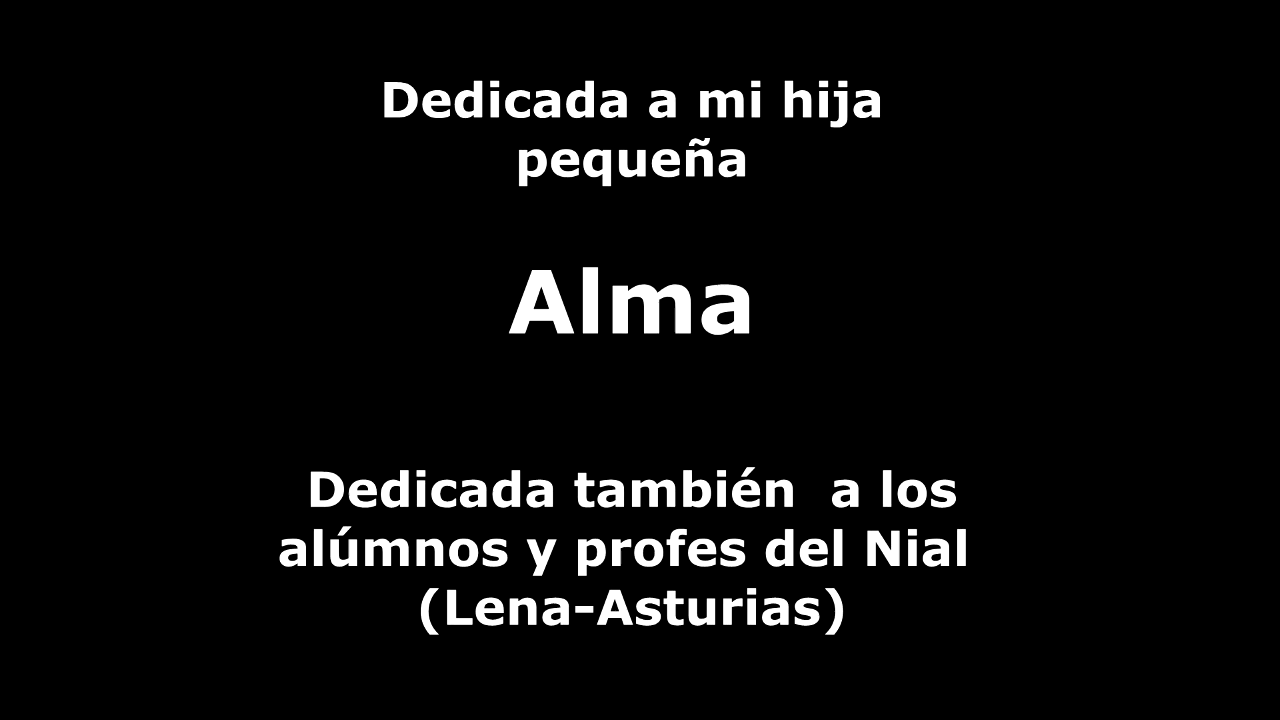 Dedicada a mi hija
pequeña
Alma
Dedicada también  a los
alúmnos y profes del Nial
(Lena-Asturias)